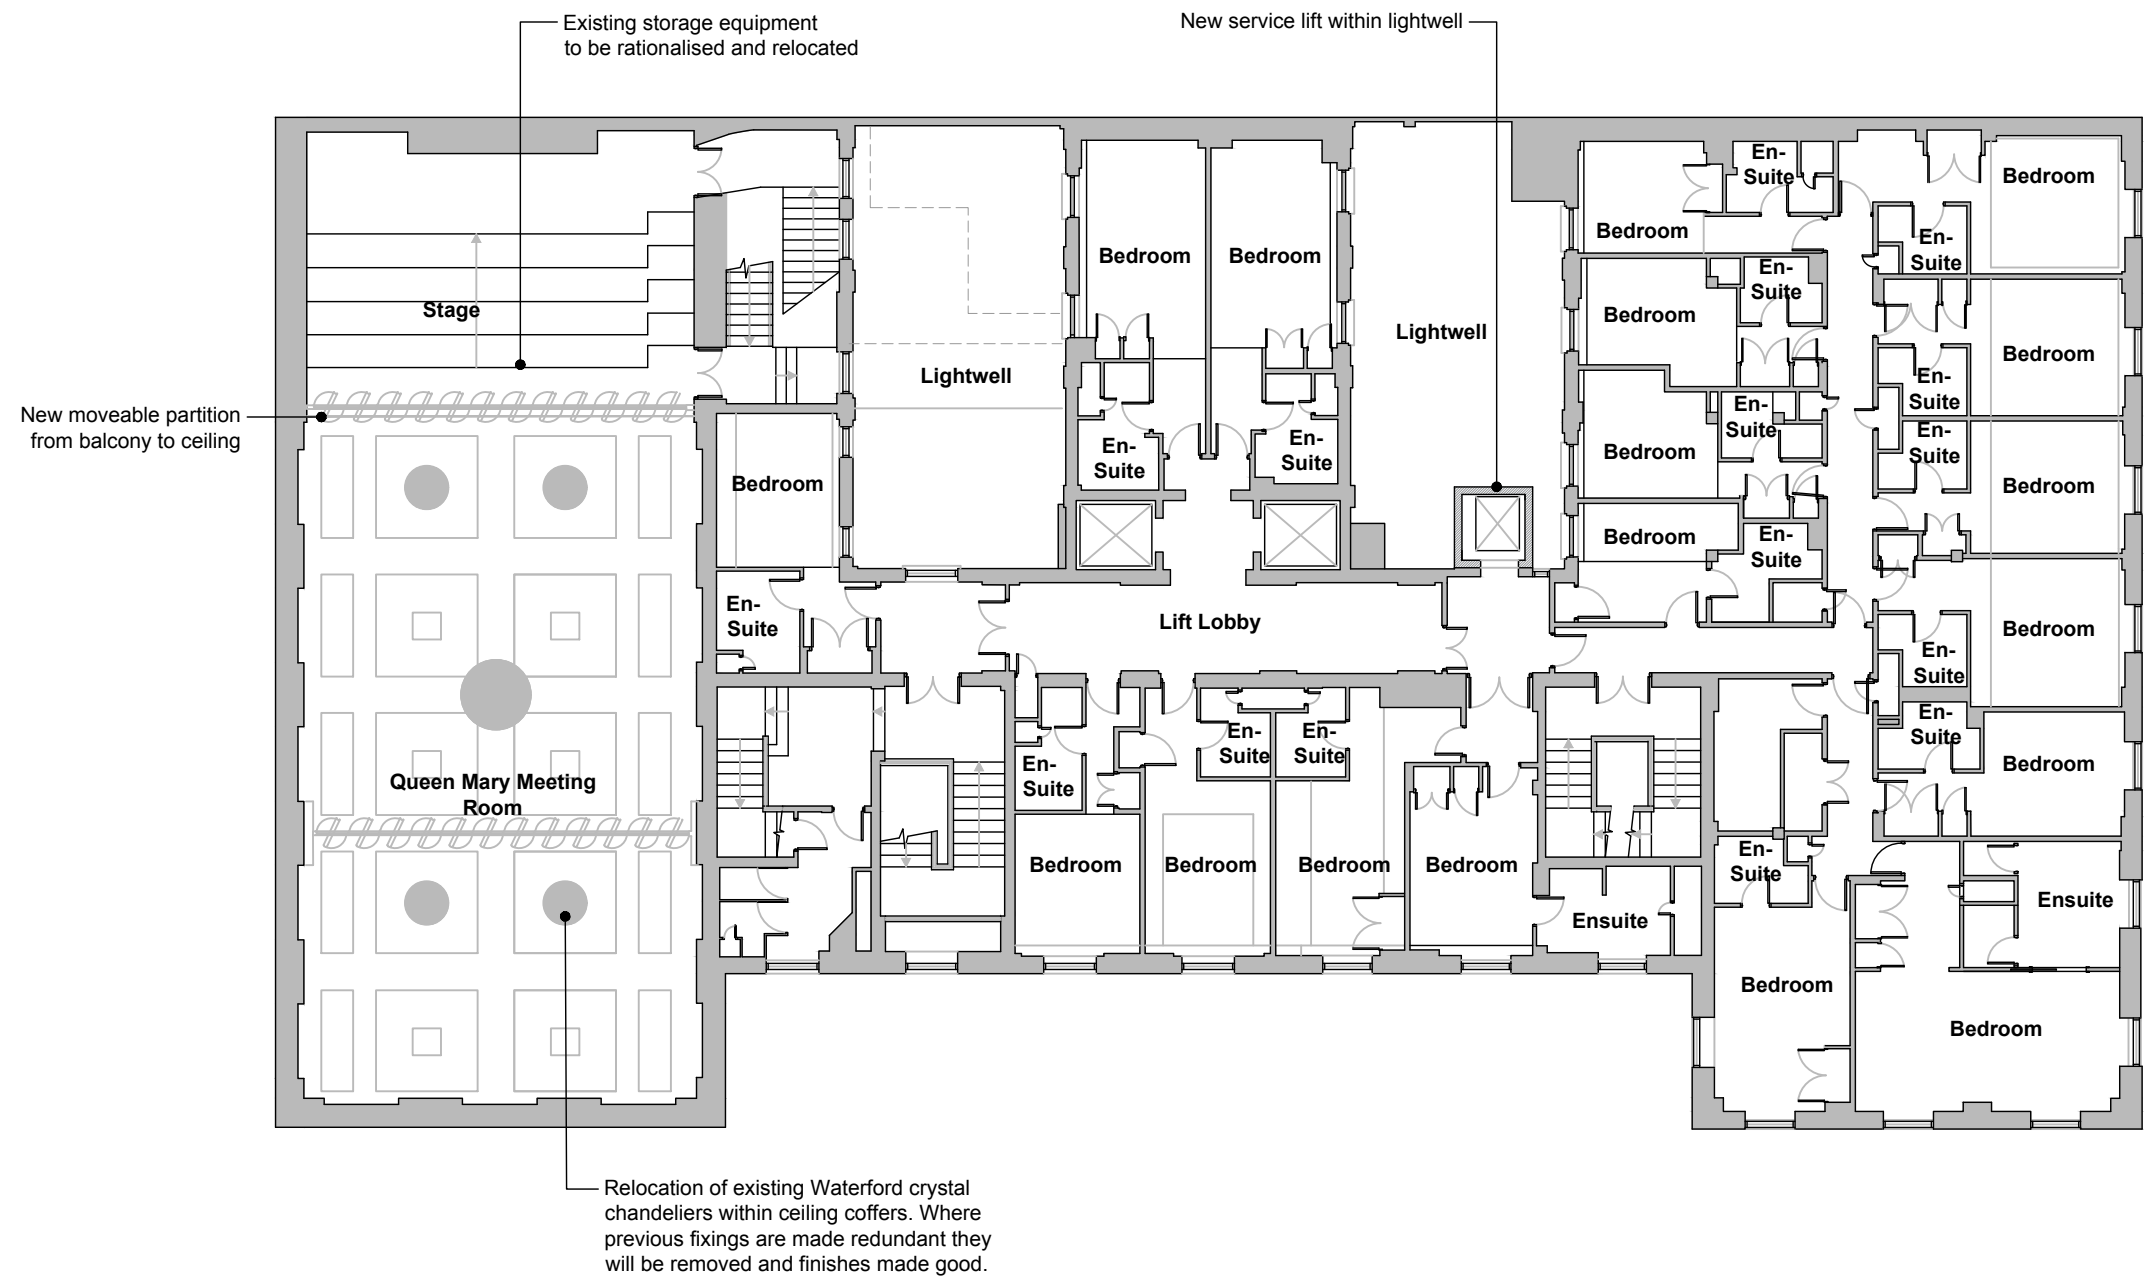 Existing storage equipment
to be rationalised and relocated
New service lift within lightwell
En-
Suite
Bedroom
Bedroom
En-
Suite
Bedroom
Bedroom
Bedroom
En-
Suite
Bedroom
Stage
Lightwell
Lightwell
Bedroom
En-
Suite
En-
Suite
Bedroom
New moveable partition
from balcony to ceiling
En-
Suite
En-
Suite
En-
Suite
Bedroom
Bedroom
Bedroom
Bedroom
En-
Suite
En-
Suite
Lift Lobby
Bedroom
En-
Suite
En-
Suite
En-
Suite
En-
Suite
En-
Suite
Bedroom
Queen Mary Meeting
Room
Bedroom
Bedroom
Bedroom
Bedroom
En-
Suite
Ensuite
Ensuite
Bedroom
Bedroom
Relocation of existing Waterford crystal
chandeliers within ceiling coffers. Where
previous fixings are made redundant they
will be removed and finishes made good.